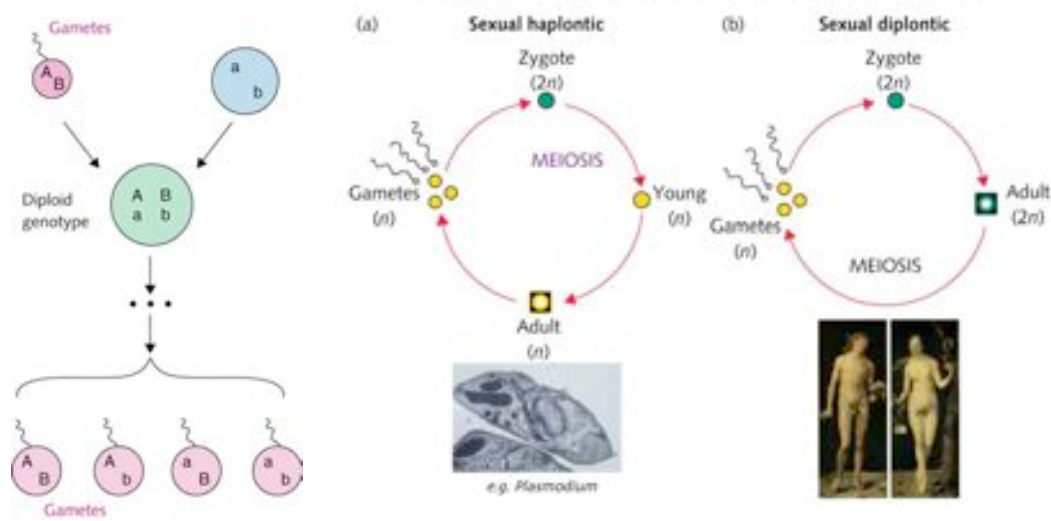 Gametes
A
B
a
b
Diploid
genotype
A B
a b
A
B
A
b
a
B
a
b
Gametes
(a)
Sexual haplontic
Zygote
(2n)
MEIOSIS
Gametes
(n)
Young
(n)
Adult
(n)
e.g. Plasmodium
(b)
Sexual diplontic
Zygote
(2n)
Gametes
(n)
Adult
(2n)
MEIOSIS